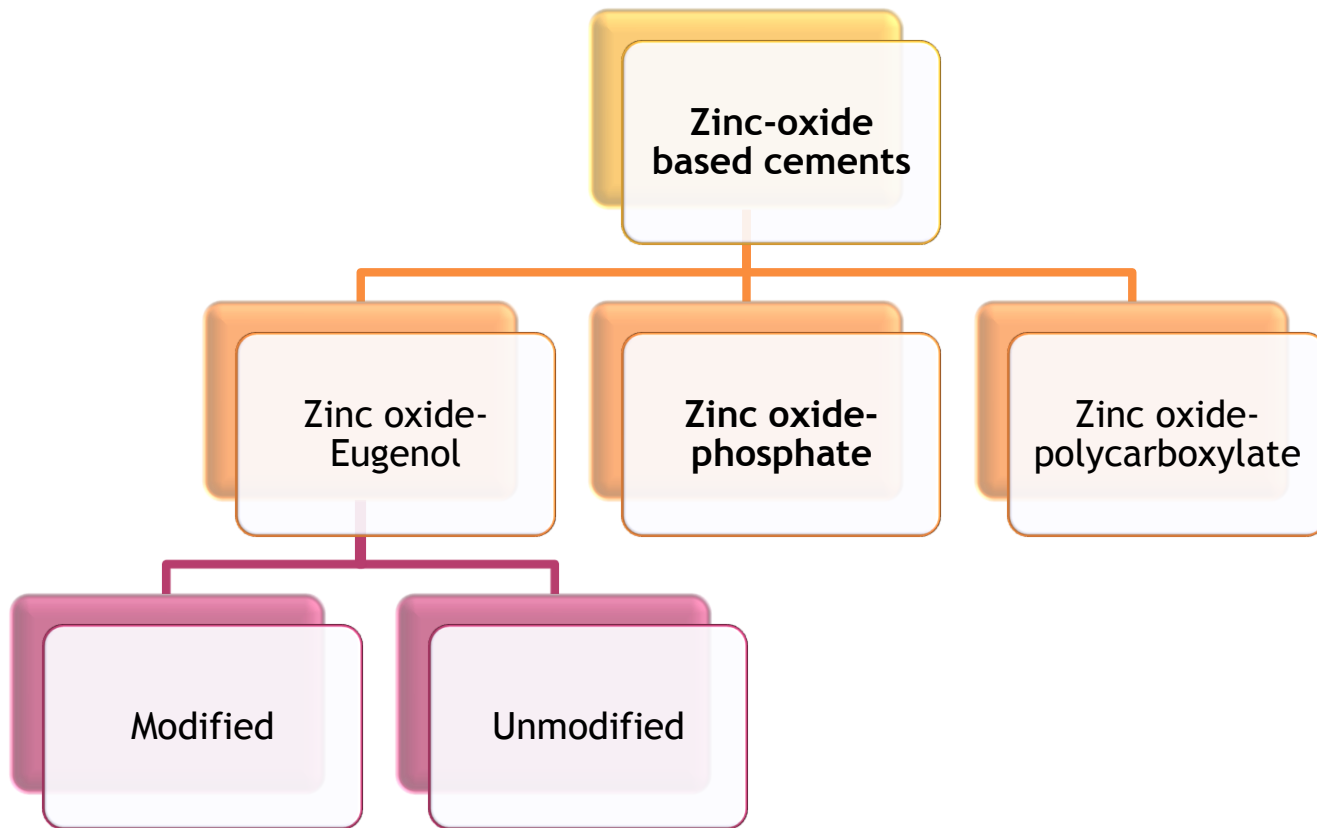 Zinc-oxide
based cements
Zinc oxide-
Eugenol
Zinc oxide-
phosphate
Zinc oxide-
polycarboxylate
Modified
Unmodified